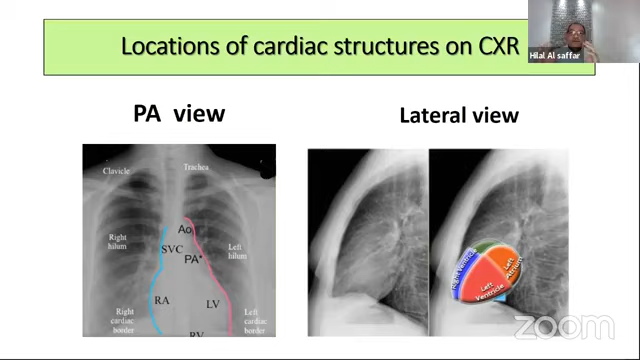 Locations of cardiac structures on CXR
Hilal Al saffar
PA view
Lateral view
Clavicle
Trachea
Right
hilum
Ao
SVC
PA*
Left
hilum
RA
LV
Right
cardiac
border
RV
Left
cardiac
border
Right Ventricle
Left
Atrium
Left
Ventricle
zoom